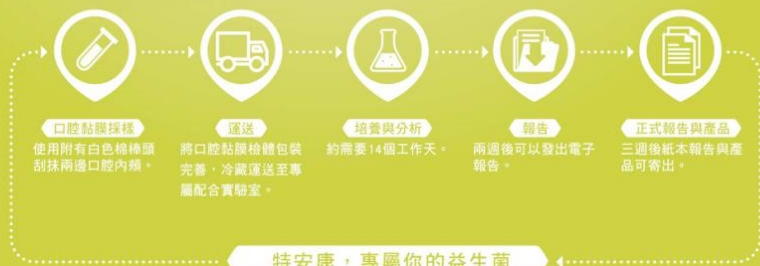 口腔黏膜採樣
使用附有白色棉棒頭
刮抹兩邊口腔內頰。
運送
將口腔黏膜檢體包裝
完善，冷藏運送至專
屬配合實驗室。
培養與分析
約需要14個工作天。
報告
兩週後可以發出電子
報告。
正式報告與產品
三週後紙本報告與產
品可寄出。
特安康，專屬你的益生菌